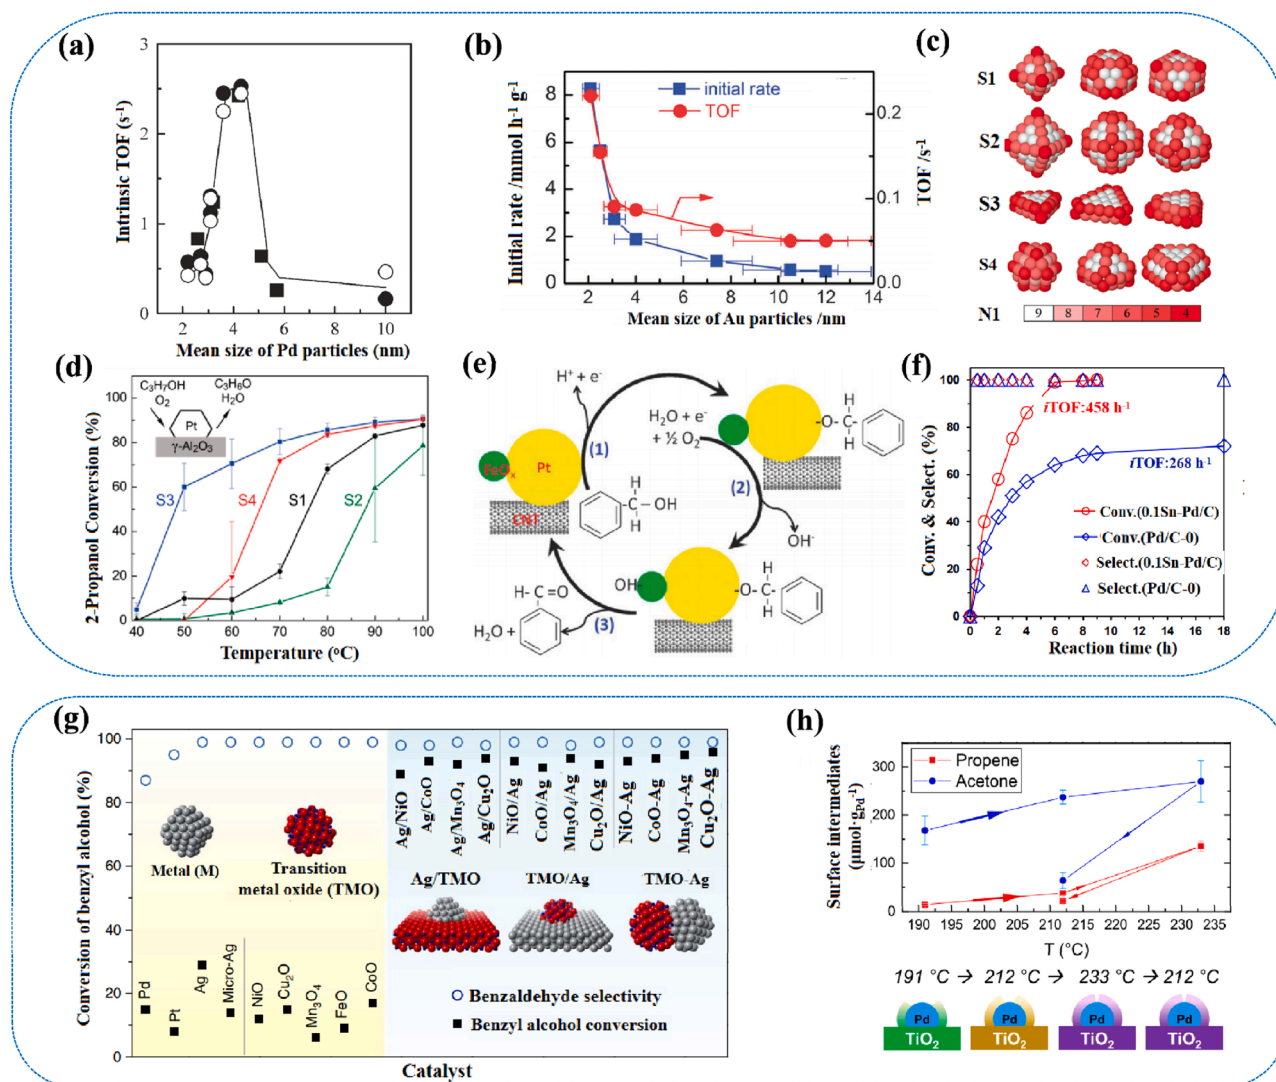 (a)
3
2
1
0
Intrinsic TOF (s⁻¹)
2 4 6 8 10
Mean size of Pd particles (nm)
(b)
initial rate
TOF
8
6
4
2
0
Initial rate /mmol h⁻¹ g⁻¹
0.2
0.1
0.0
TOF /s⁻¹
0 2 4 6 8 10 12 14
Mean size of Au particles /nm
(c)
S1
S2
S3
S4
N1 9 8 7 6 5 4
(d)
C₃H₇OH
O₂
C₃H₆O
H₂O
Pt
γ-Al₂O₃
100
80
60
40
20
0
2-Propanol Conversion (%)
S3 S4 S1 S2
40 50 60 70 80 90 100
Temperature (°C)
(e)
H⁺ + e⁻
(1)
H₂O + e⁻
+ ½ O₂
(2)
OH⁻
FeOₓ
Pt
CNT
H
C – OH
H
H
-O-C-
H
OH
H
-O-C-
H
(3)
H-C=O
H₂O +
(f)
100
90
80
70
60
50
40
30
20
10
0
Conv. & Select. (%)
iTOF:458 h⁻¹
iTOF:268 h⁻¹
Conv.(0.1Sn-Pd/C)
Conv.(Pd/C-0)
Select.(0.1Sn-Pd/C)
Select.(Pd/C-0)
0 2 4 6 8 10 12 14 16 18
Reaction time (h)
(g)
100
80
60
40
20
0
Conversion of benzyl alcohol (%)
Metal (M)
Transition
metal oxide (TMO)
Pd
Pt
Ag
Micro-Ag
NiO
Cu₂O
Mn₃O₄
FeO
CoO
Ag/NiO
Ag/CoO
Ag/Mn₃O₄
Ag/Cu₂O
NiO/Ag
CoO/Ag
Mn₃O₄/Ag
Cu₂O/Ag
NiO-Ag
CoO-Ag
Mn₃O₄-Ag
Cu₂O-Ag
Ag/TMO
TMO/Ag
TMO-Ag
Benzaldehyde selectivity
Benzyl alcohol conversion
Catalyst
(h)
Propene
Acetone
300
200
100
0
Surface intermediates
(μmol·g_Pd⁻¹)
190 195 200 205 210 215 220 225 230 235
T (°C)
191 °C → 212 °C → 233 °C → 212 °C
Pd
TiO₂
Pd
TiO₂
Pd
TiO₂
Pd
TiO₂